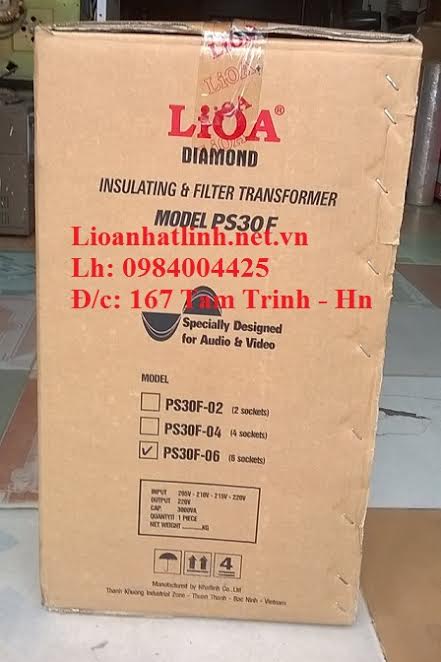 LiOA
LiOA
LiOA
LiOA®
DIAMOND
INSULATING & FILTER TRANSFORMER
MODEL PS30F
Lioanhatlinh.net.vn
Lh: 0984004425
Đ/c: 167 Tam Trinh - Hn
Specially Designed
for Audio & Video
MODEL
PS30F-02 (2 sockets)
PS30F-04 (4 sockets)
PS30F-06 (6 sockets)
INPUT 205V - 210V - 215V - 220V
OUTPUT 220V
CAP. 3000VA
QUANTITY: 1 PIECE
NET WEIGHT______KG
4
Manufactured by Nhatlinh Co.,Ltd
Thanh Khuong Industrial Zone - Thuan Thanh - Bac Ninh - Vietnam